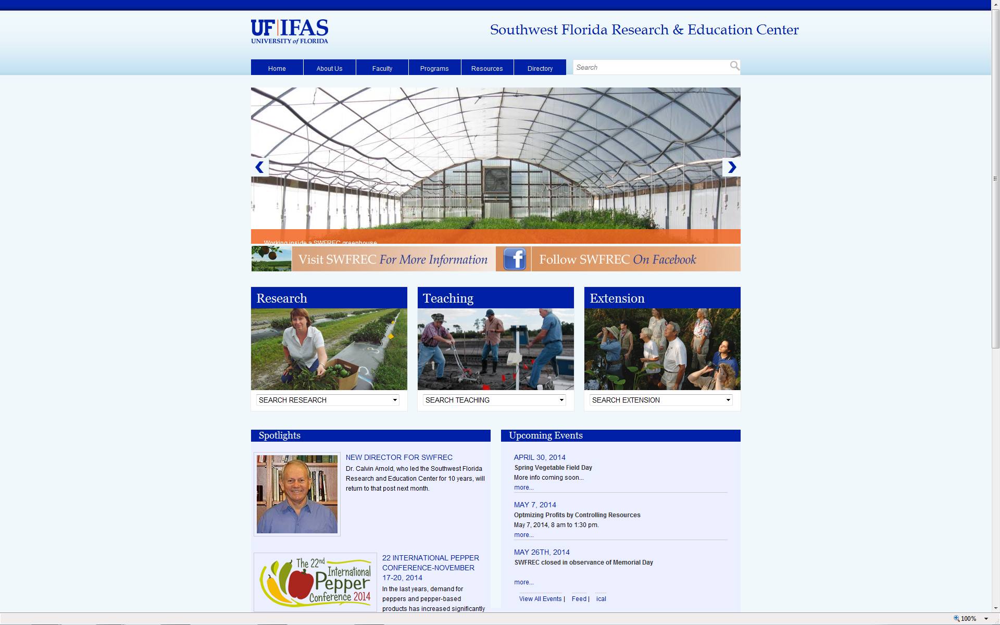 UF|IFAS
UNIVERSITY of FLORIDA
Southwest Florida Research & Education Center
Home
About Us
Faculty
Programs
Resources
Directory
Search
Working inside a SWFREC greenhouse
Visit SWFREC For More Information
Follow SWFREC On Facebook
Research
Teaching
Extension
SEARCH RESEARCH
SEARCH TEACHING
SEARCH EXTENSION
Spotlights
NEW DIRECTOR FOR SWFREC
Dr. Calvin Arnold, who led the Southwest Florida
Research and Education Center for 10 years, will
return to that post next month.
The 22nd
International
Pepper
Conference 2014
22 INTERNATIONAL PEPPER
CONFERENCE-NOVEMBER
17-20, 2014
In the last years, demand for
peppers and pepper-based
products has increased significantly
Upcoming Events
APRIL 30, 2014
Spring Vegetable Field Day
More info coming soon...
more...
MAY 7, 2014
Optmizing Profits by Controlling Resources
May 7, 2014, 8 am to 1:30 pm.
more...
MAY 26TH, 2014
SWFREC closed in observance of Memorial Day
more...
View All Events | Feed | ical
100%